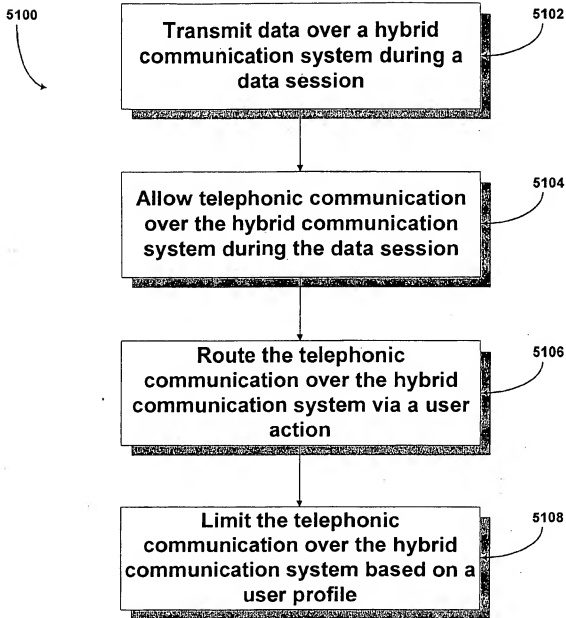 5100
5102
Transmit data over a hybrid
communication system during a
data session
5104
Allow telephonic communication
over the hybrid communication
system during the data session
5106
Route the telephonic
communication over the hybrid
communication system via a user
action
5108
Limit the telephonic
communication over the hybrid
communication system based on a
user profile